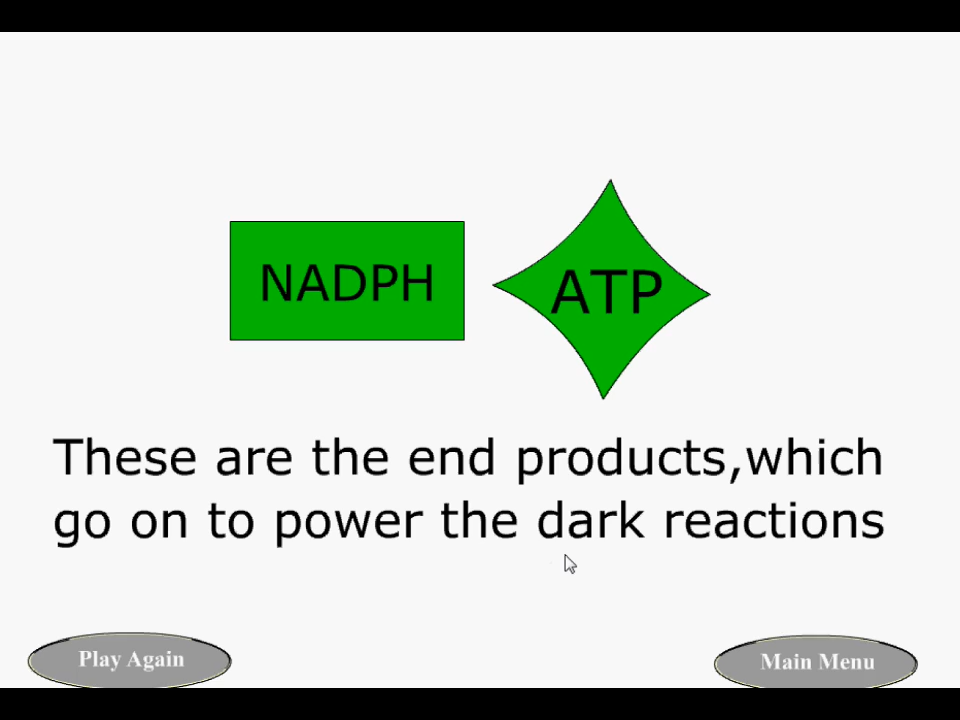 NADPH
ATP
These are the end products,which
go on to power the dark reactions
Play Again
Main Menu